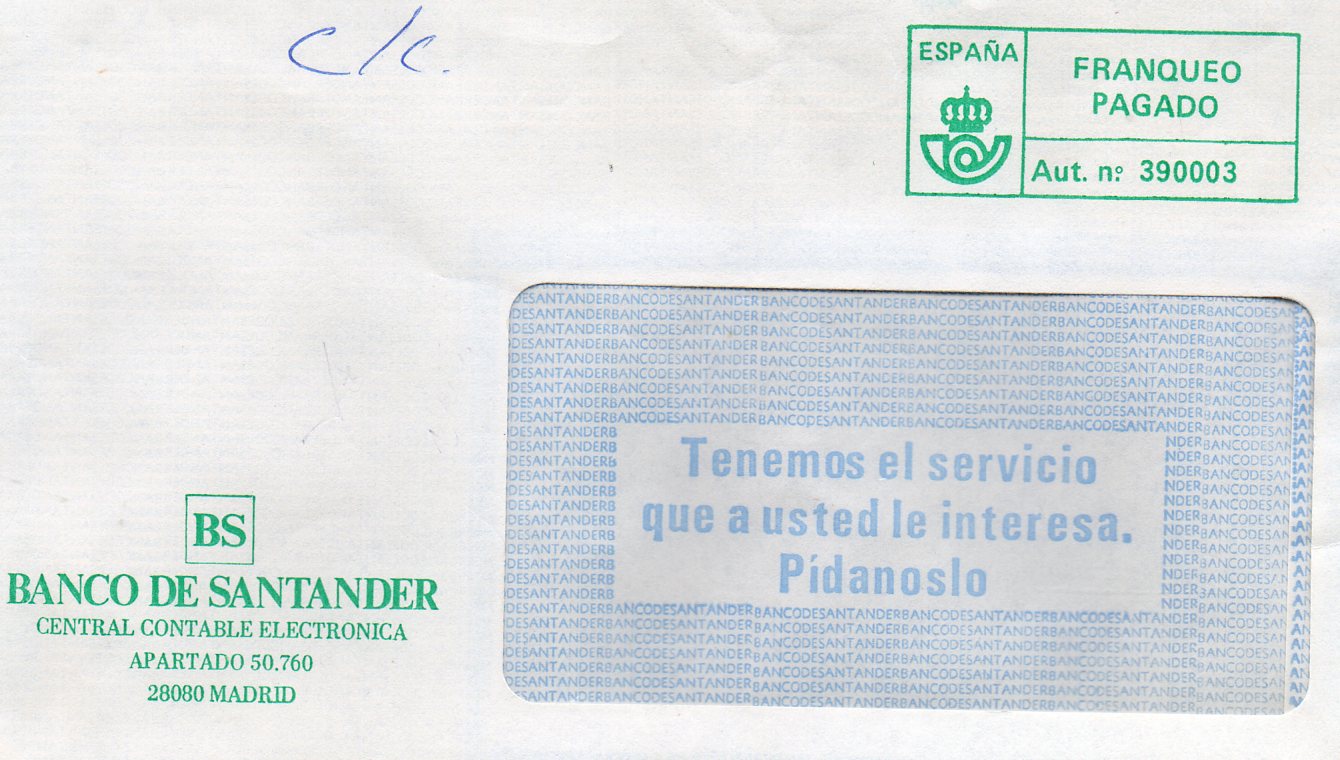 c/c.
ESPAÑA
FRANQUEO
PAGADO
Aut. nº 390003
Tenemos el servicio
que a usted le interesa.
Pídanoslo
BS
BANCO DE SANTANDER
CENTRAL CONTABLE ELECTRONICA
APARTADO 50.760
28080 MADRID
DESANTANDERBANCODESANTANDERBANCODESANTANDERBANCODESANTANDERBANCODESAN